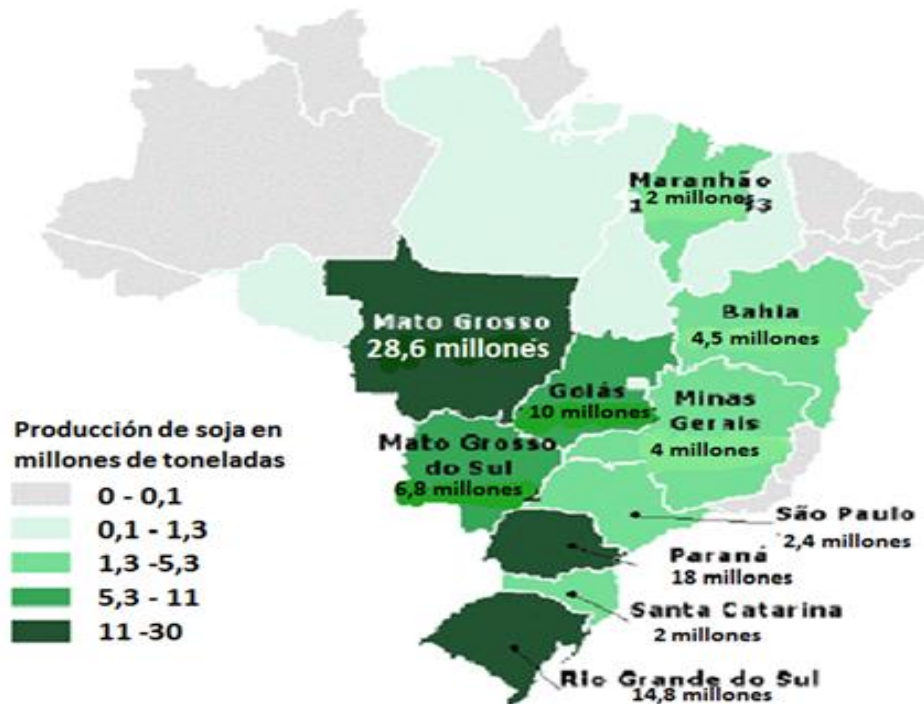 Maranhão
2 millones
Bahia
4,5 millones
Mato Grosso
28,6 millones
Goiás
10 millones
Minas
Gerais
4 millones
Mato Grosso
do Sul
6,8 millones
São Paulo
2,4 millones
Paraná
18 millones
Santa Catarina
2 millones
Rio Grande do Sul
14,8 millones
Producción de soja en
millones de toneladas
0 - 0,1
0,1 - 1,3
1,3 -5,3
5,3 - 11
11 -30